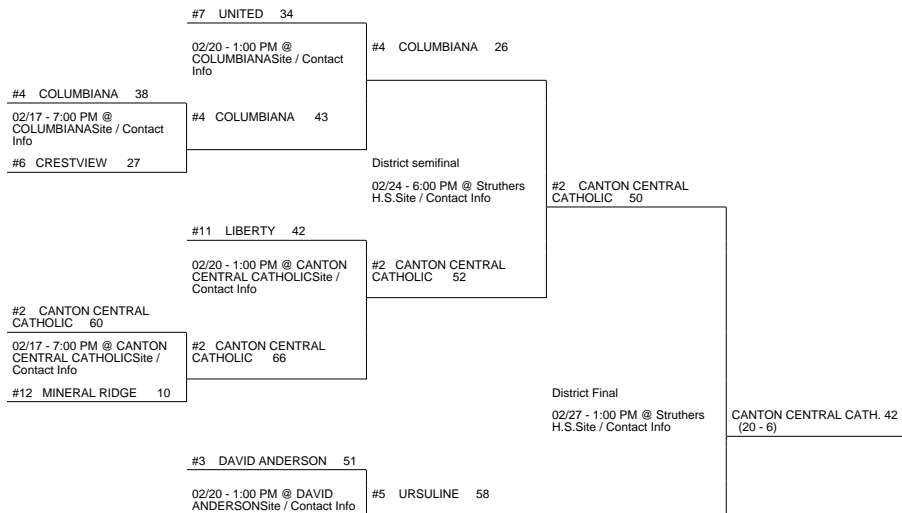 #7 UNITED 34
02/20 - 1:00 PM @
COLUMBIANASite / Contact
Info
#4 COLUMBIANA 26
#4 COLUMBIANA 38
02/17 - 7:00 PM @
COLUMBIANASite / Contact
Info
#4 COLUMBIANA 43
#6 CRESTVIEW 27
District semifinal
02/24 - 6:00 PM @ Struthers
H.S.Site / Contact Info
#2 CANTON CENTRAL
CATHOLIC 50
#11 LIBERTY 42
02/20 - 1:00 PM @ CANTON
CENTRAL CATHOLICSite /
Contact Info
#2 CANTON CENTRAL
CATHOLIC 52
#2 CANTON CENTRAL
CATHOLIC 60
02/17 - 7:00 PM @ CANTON
CENTRAL CATHOLICSite /
Contact Info
#2 CANTON CENTRAL
CATHOLIC 66
#12 MINERAL RIDGE 10
District Final
02/27 - 1:00 PM @ Struthers
H.S.Site / Contact Info
CANTON CENTRAL CATH. 42
(20 - 6)
#3 DAVID ANDERSON 51
02/20 - 1:00 PM @ DAVID
ANDERSONSite / Contact Info
#5 URSULINE 58